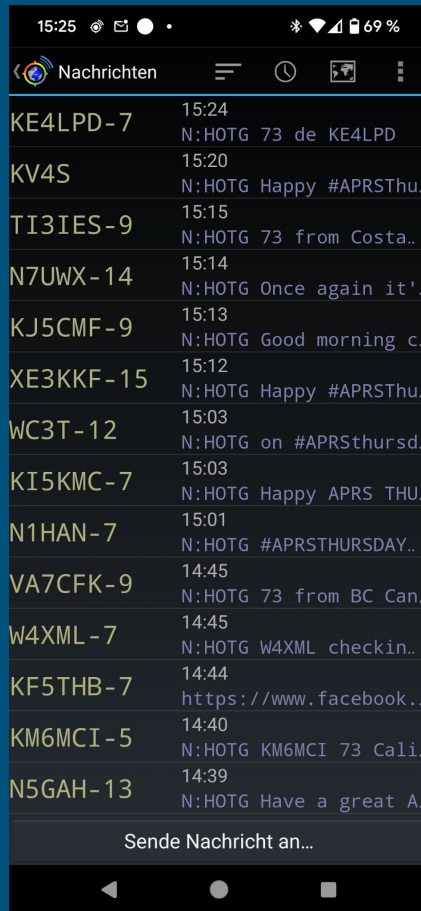 15:25 69 %
Nachrichten
KE4LPD-7 15:24
N:HOTG 73 de KE4LPD
KV4S 15:20
N:HOTG Happy #APRSThu…
TI3IES-9 15:15
N:HOTG 73 from Costa…
N7UWX-14 15:14
N:HOTG Once again it'…
KJ5CMF-9 15:13
N:HOTG Good morning c…
XE3KKF-15 15:12
N:HOTG Happy #APRSThu…
WC3T-12 15:03
N:HOTG on #APRSthursd…
KI5KMC-7 15:03
N:HOTG Happy APRS THU…
N1HAN-7 15:01
N:HOTG #APRSTHURSDAY…
VA7CFK-9 14:45
N:HOTG 73 from BC Can…
W4XML-7 14:45
N:HOTG W4XML checkin…
KF5THB-7 14:44
https://www.facebook…
KM6MCI-5 14:40
N:HOTG KM6MCI 73 Cali…
N5GAH-13 14:39
N:HOTG Have a great A…
Sende Nachricht an…